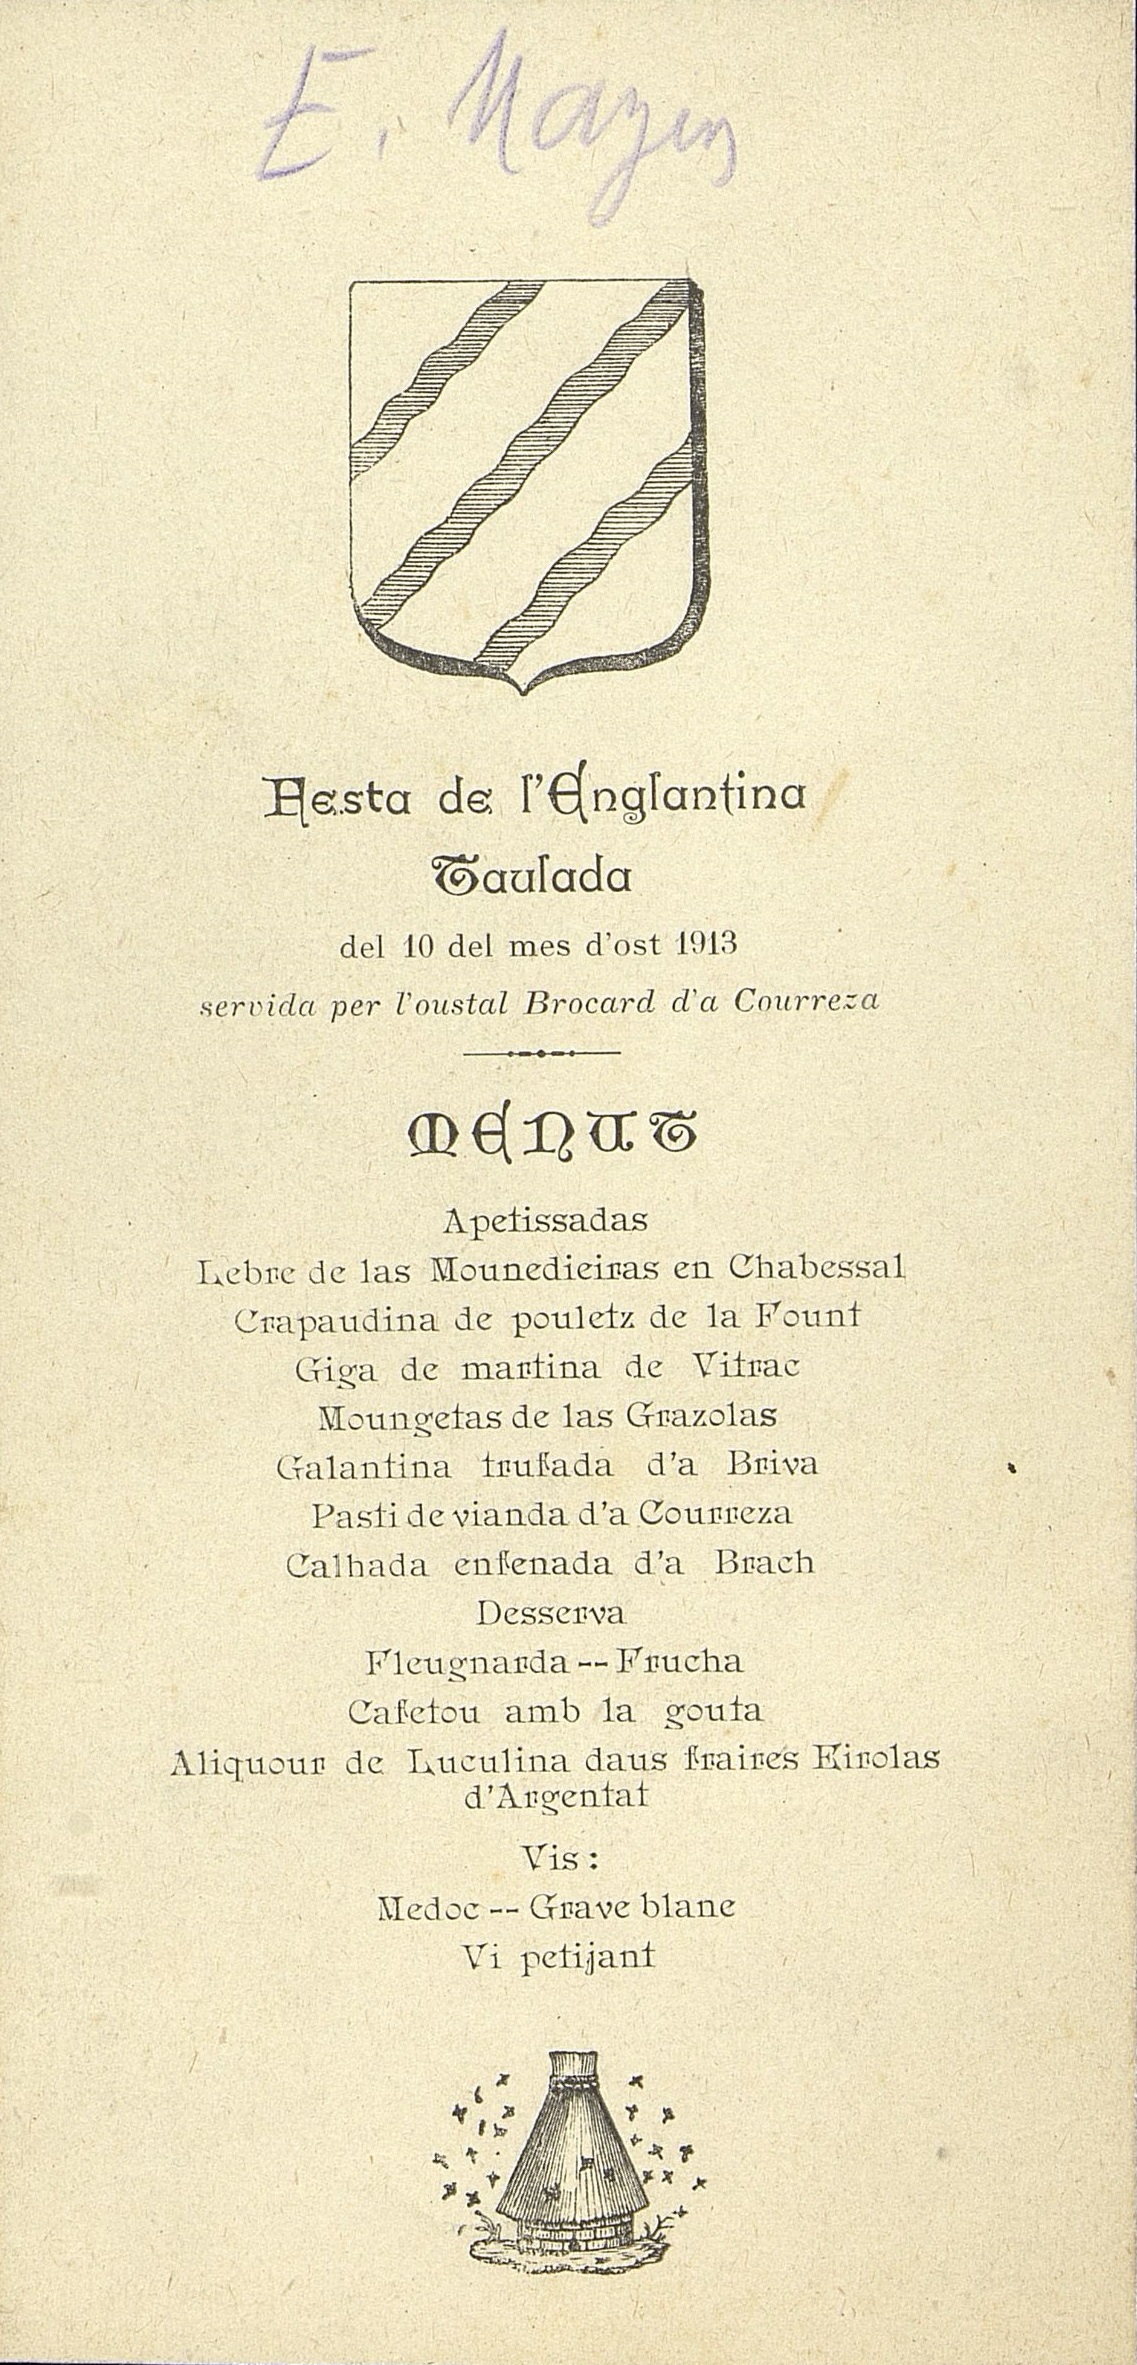 E. Mazen
Festa de l'Englantina
Taulada
del 10 del mes d'ost 1913
servida per l'oustal Brocard d'a Courreza
MENUT
Apetissadas
Lebre de las Mounedieiras en Chabessal
Crapaudina de pouletz de la Fount
Giga de martina de Vitrac
Moungetas de las Grazolas
Galantina trufada d'a Briva
Pasti de vianda d'a Courreza
Calhada enfenada d'a Brach
Desserva
Fleugnarda -- Frucha
Cafetou amb la gouta
Aliquour de Luculina daus fraires Eirolas
d'Argentat
Vis :
Medoc -- Grave blanc
Vi petijant